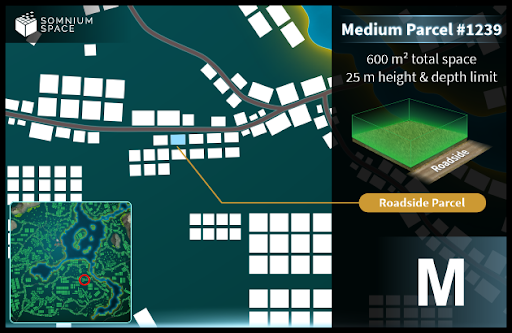 SOMNIUM
SPACE
Medium Parcel #1239
600 m² total space
25 m height & depth limit
Roadside
Roadside Parcel
M